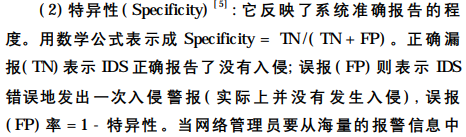 (2) 特异性 ( Specificity ) [5] : 它反映了系统准确报告的程
度。用数学公式表示成 Specificity = TN/( TN + FP) 。正确漏
报( TN) 表示 IDS 正确报告了没有入侵; 误报 ( FP) 则表示 IDS
错误地发出一次入侵警报 ( 实际上并没有发生入侵) , 误报
(FP) 率 = 1 - 特异性。当网络管理员要从海量的报警信息中